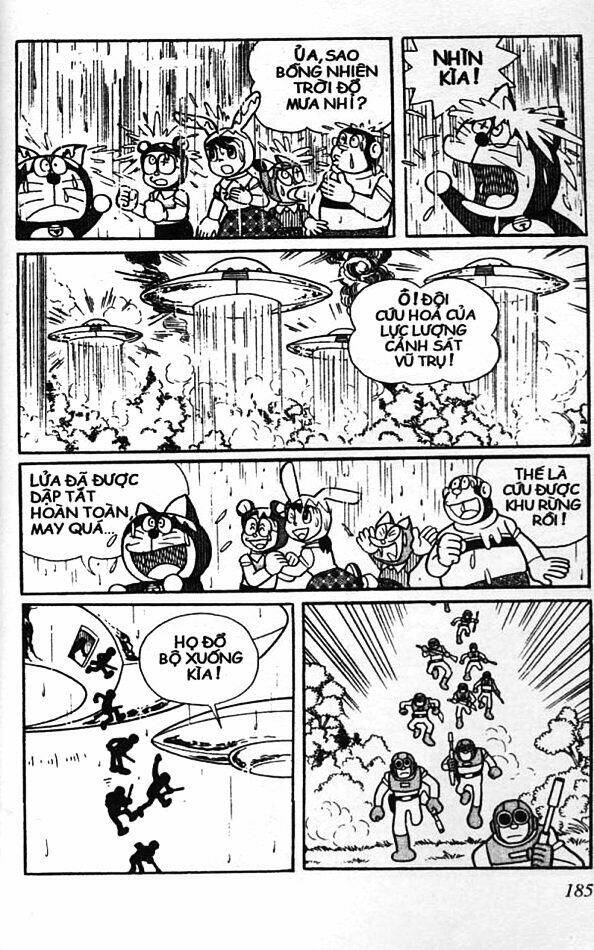 ỦA, SAO
BỖNG NHIÊN
TRỜI ĐỔ
MƯA NHỈ?
NHÌN
KÌA!
Ồ! ĐỘI
CỨU HOẢ CỦA
LỰC LƯỢNG
CẢNH SÁT
VŨ TRỤ!
LỬA ĐÃ ĐƯỢC
DẬP TẮT
HOÀN TOÀN
MAY QUÁ...
THẾ LÀ
CỨU ĐƯỢC
KHU RỪNG
RỒI!
HỌ ĐỔ
BỘ XUỐNG
KÌA!
185